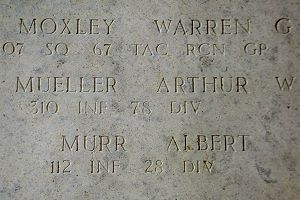 MOXLEY WARREN G
07 SQ 67 TAC RCN GP
MUELLER ARTHUR W
310 INF 78 DIV
MURR ALBERT
112 INF 28 DIV